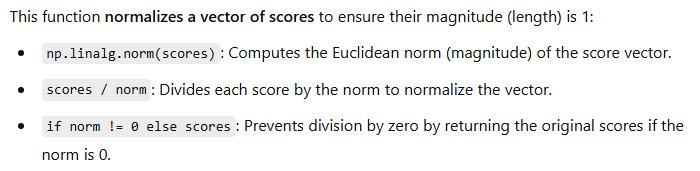 This function normalizes a vector of scores to ensure their magnitude (length) is 1:
• np.linalg.norm(scores) : Computes the Euclidean norm (magnitude) of the score vector.
• scores / norm : Divides each score by the norm to normalize the vector.
• if norm != 0 else scores : Prevents division by zero by returning the original scores if the
norm is 0.